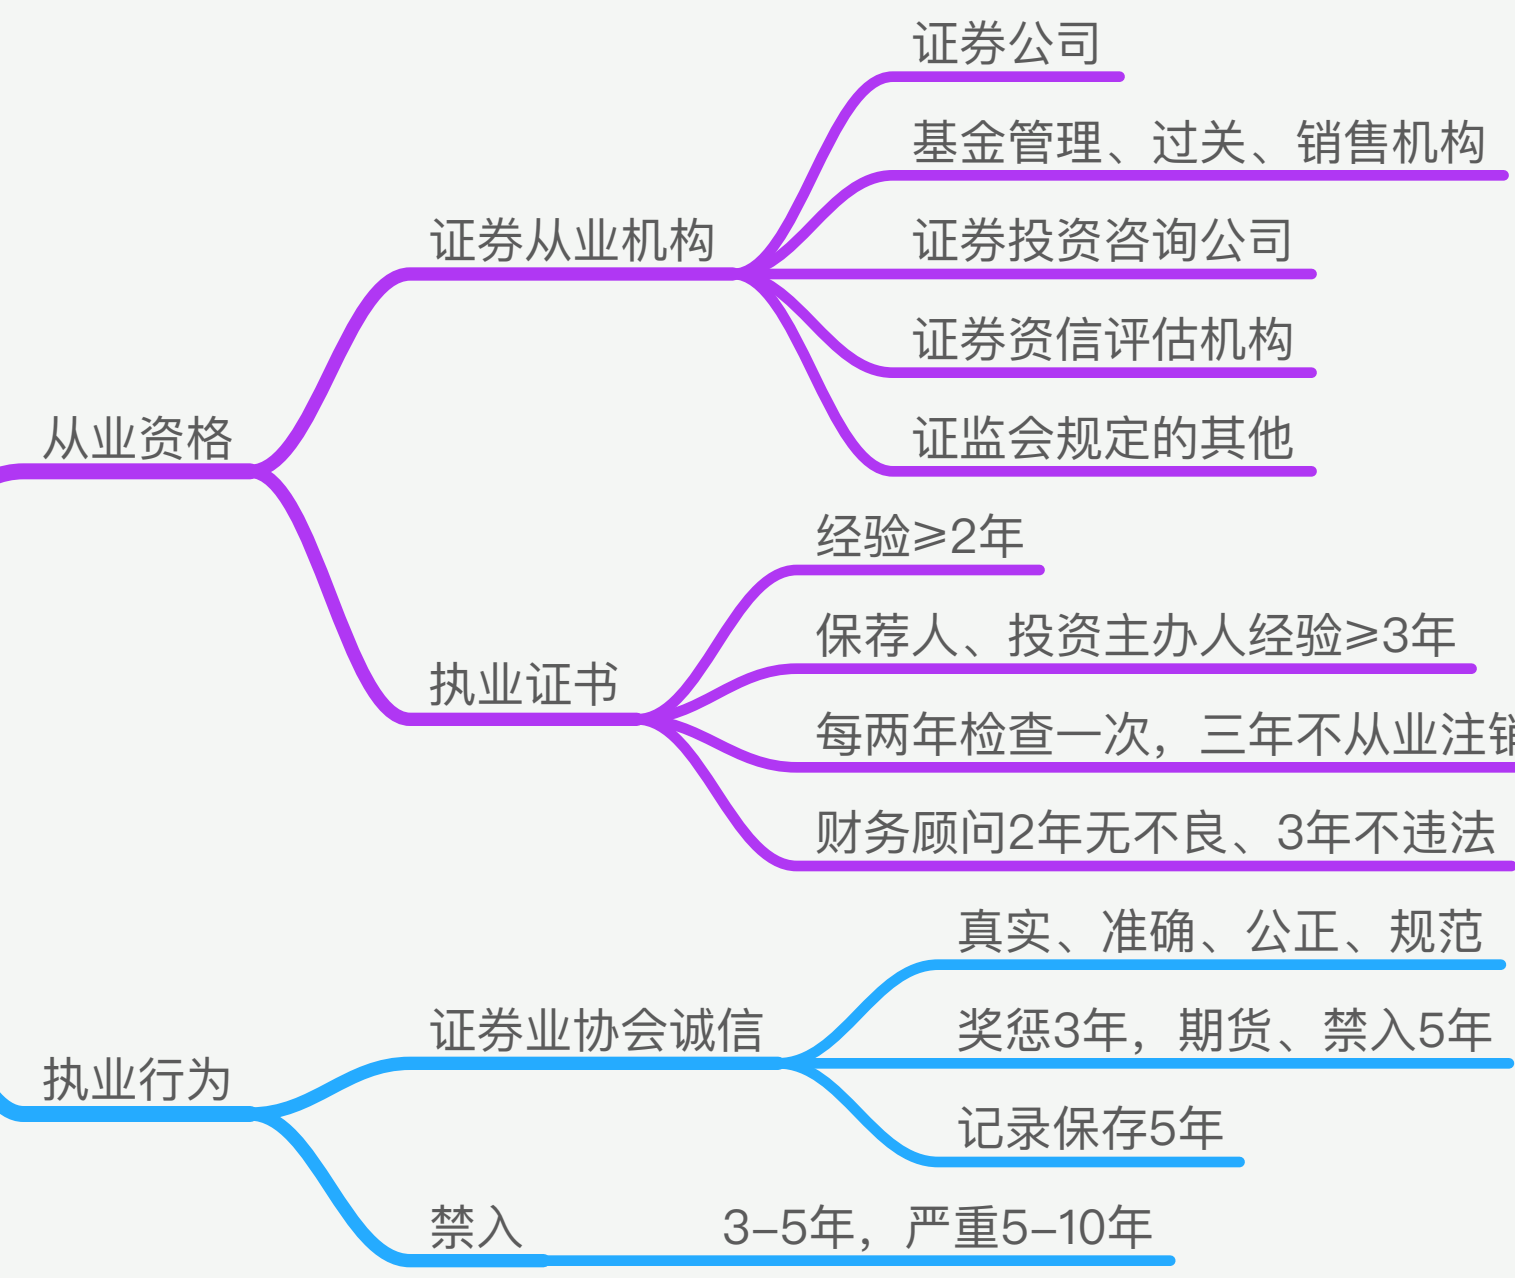 证券公司
基金管理、过关、销售机构
证券从业机构
证券投资咨询公司
证券资信评估机构
从业资格
证监会规定的其他
经验⩾2年
保荐人、投资主办人经验⩾3年
执业证书
每两年检查一次，三年不从业注销
财务顾问2年无不良、3年不违法
真实、准确、公正、规范
证券业协会诚信
奖惩3年，期货、禁入5年
执业行为
记录保存5年
禁入
3–5年，严重5–10年